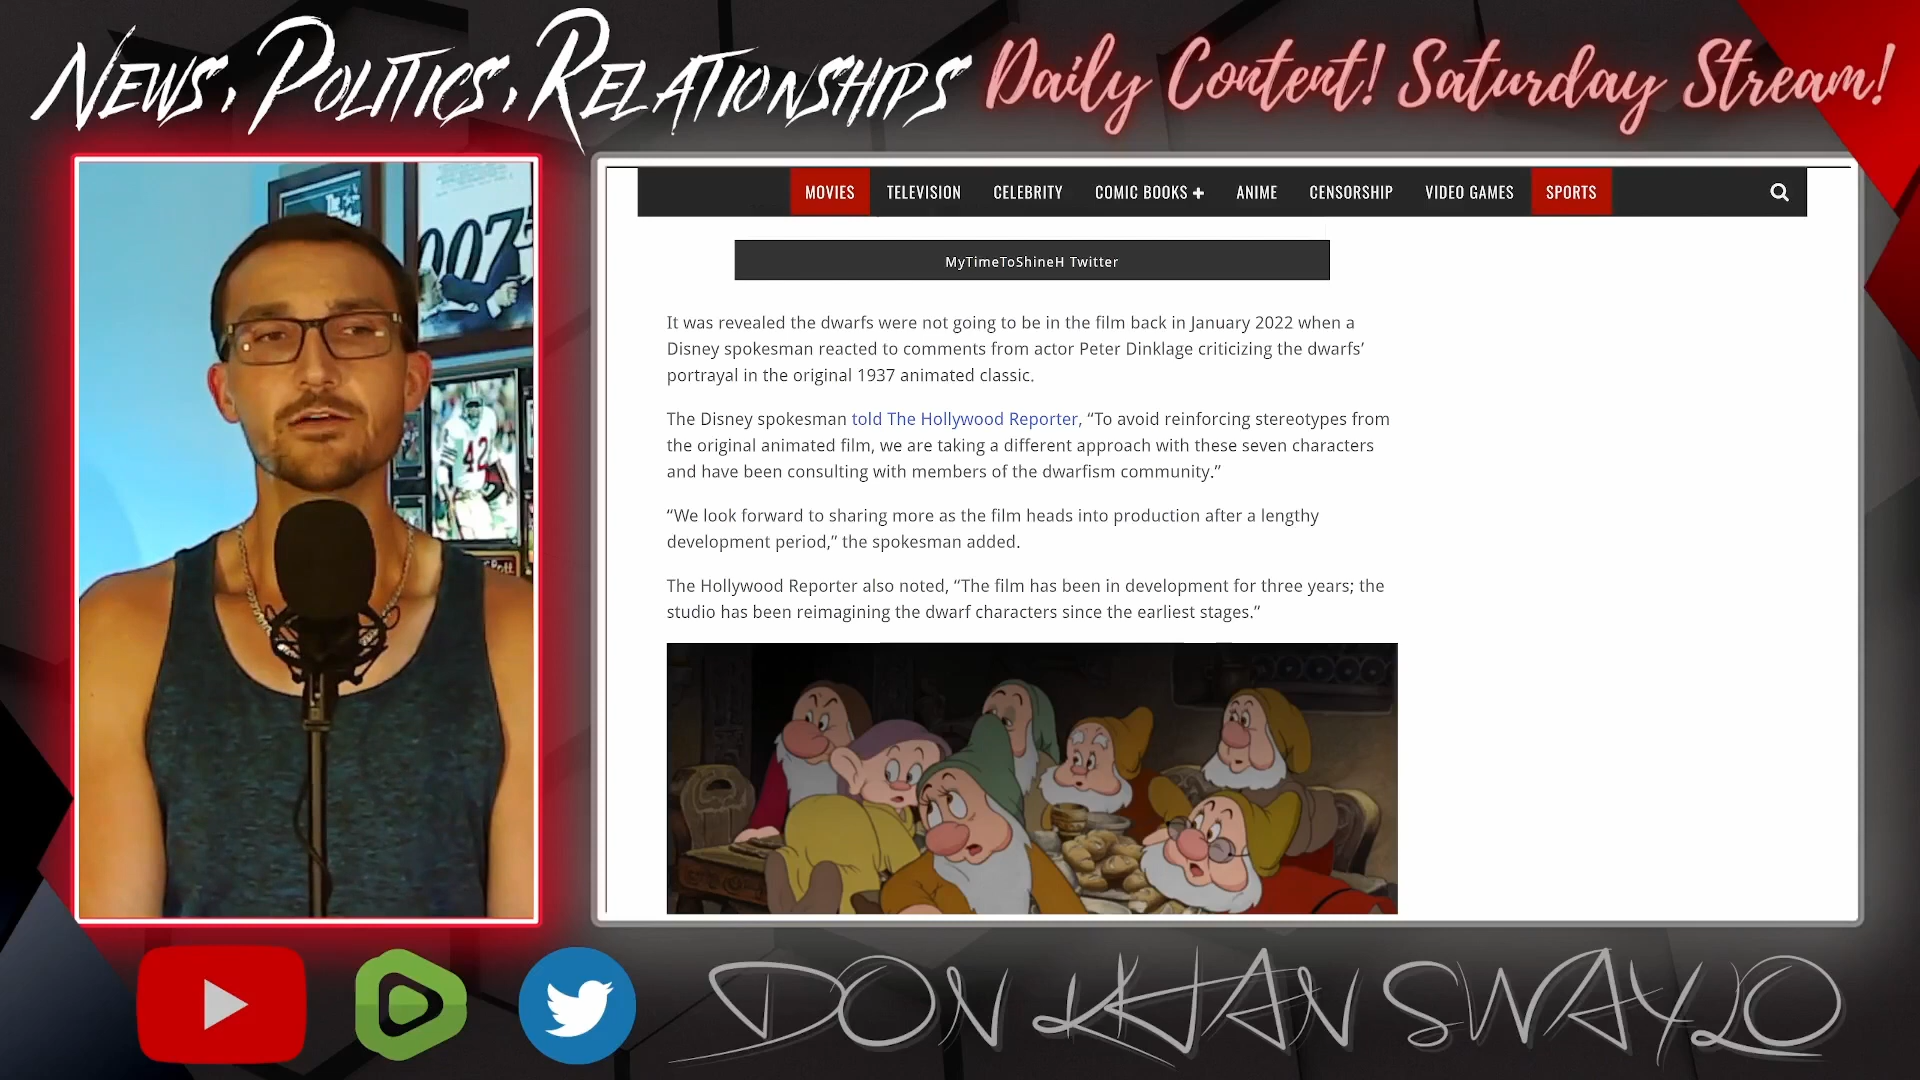 NEWS, POLITICS, RELATIONSHIPS Daily Content! Saturday Stream!
007
42
MOVIES TELEVISION CELEBRITY COMIC BOOKS + ANIME CENSORSHIP VIDEO GAMES SPORTS
MyTimeToShineH Twitter
It was revealed the dwarfs were not going to be in the film back in January 2022 when a
Disney spokesman reacted to comments from actor Peter Dinklage criticizing the dwarfs’
portrayal in the original 1937 animated classic.
The Disney spokesman told The Hollywood Reporter, “To avoid reinforcing stereotypes from
the original animated film, we are taking a different approach with these seven characters
and have been consulting with members of the dwarfism community.”
“We look forward to sharing more as the film heads into production after a lengthy
development period,” the spokesman added.
The Hollywood Reporter also noted, “The film has been in development for three years; the
studio has been reimagining the dwarf characters since the earliest stages.”
DON KHAN SWAYLO